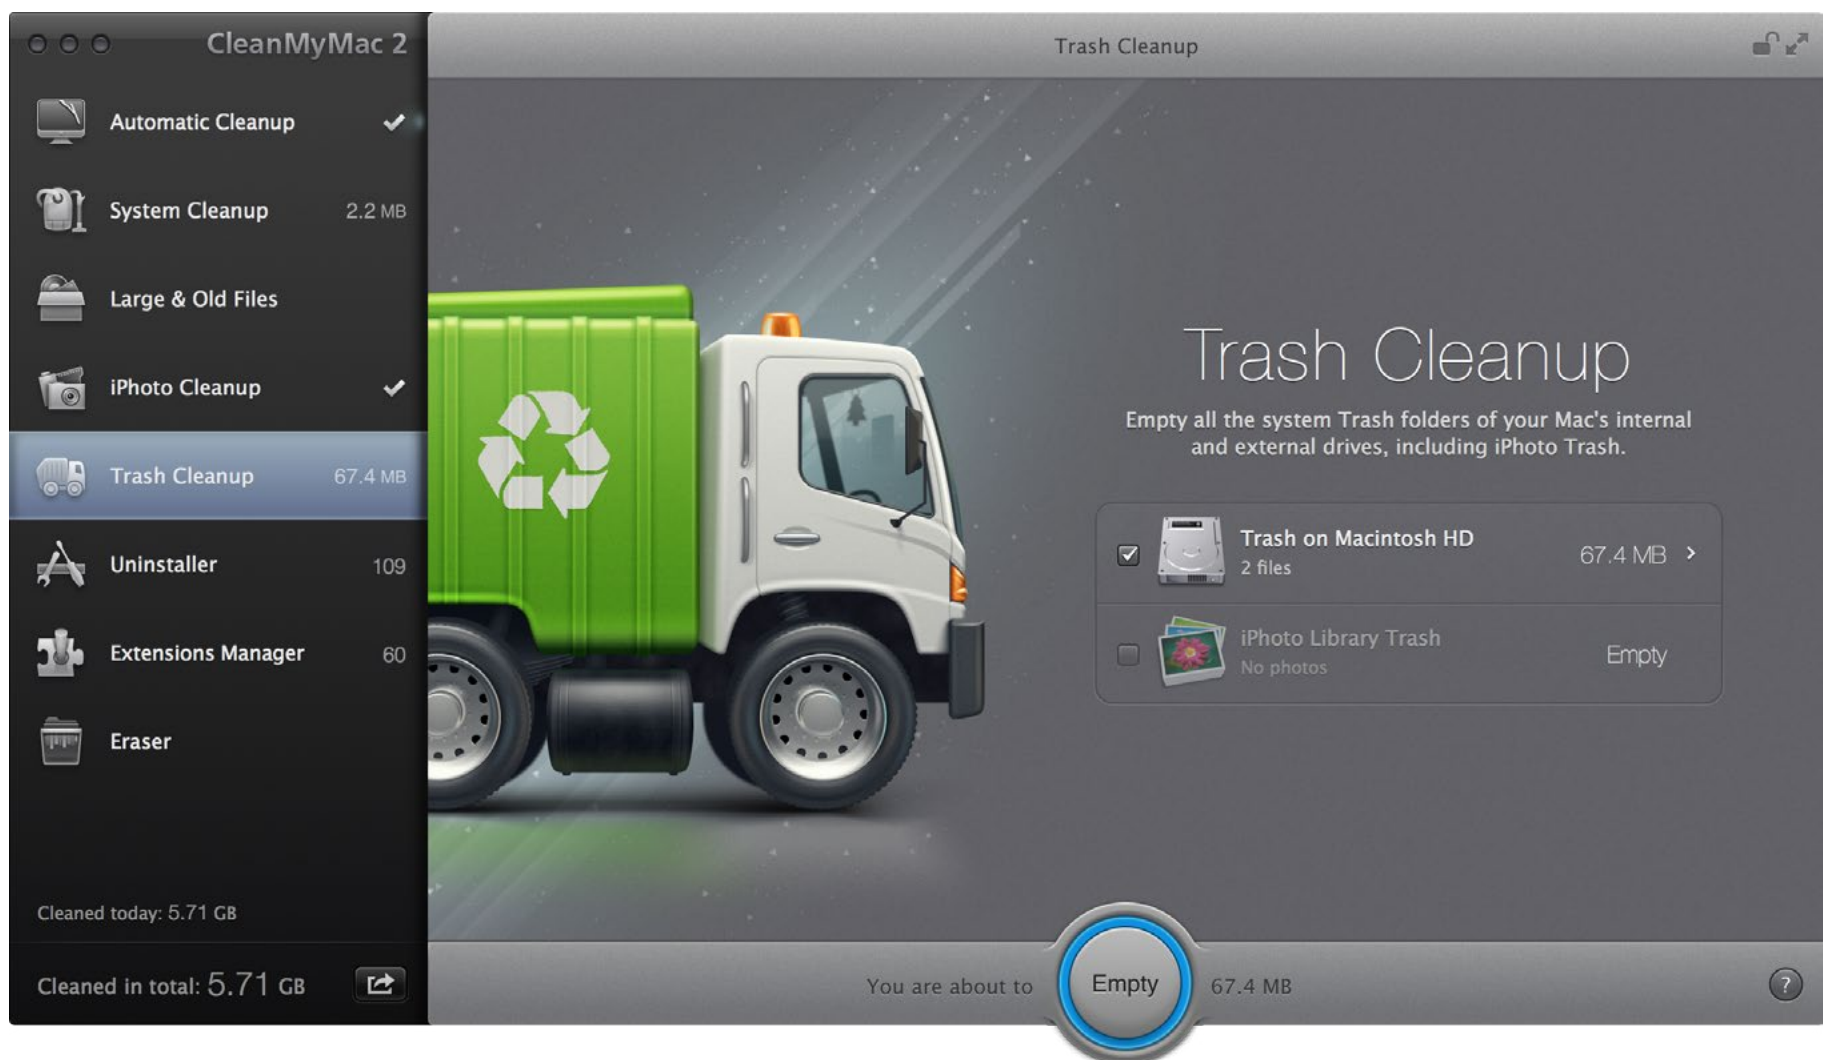 CleanMyMac 2
Trash Cleanup
Automatic Cleanup
System Cleanup 2.2 MB
Large & Old Files
iPhoto Cleanup
Trash Cleanup 67.4 MB
Uninstaller 109
Extensions Manager 60
Eraser
Cleaned today: 5.71 GB
Cleaned in total: 5.71 GB
Trash Cleanup
Empty all the system Trash folders of your Mac's internal
and external drives, including iPhoto Trash.
Trash on Macintosh HD
2 files
67.4 MB
iPhoto Library Trash
No photos
Empty
You are about to Empty 67.4 MB
?